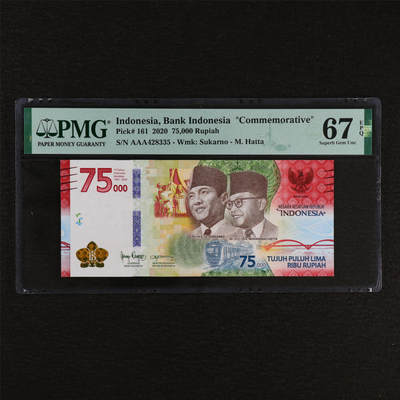 PMG
PAPER MONEY GUARANTY
Indonesia, Bank Indonesia "Commemorative"
Pick# 161 2020 75,000 Rupiah
S/N AAA428335 - Wmk: Sukarno - M. Hatta
67 EPQ
Superb Gem Unc
75000
NEGARA KESATUAN REPUBLIK
INDONESIA
75000
TUJUH PULUH LIMA
RIBU RUPIAH